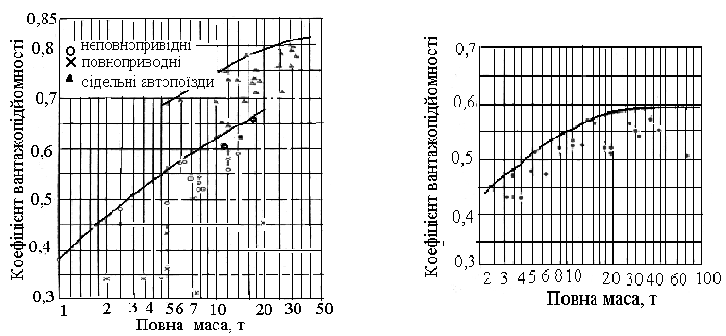 0,85
0,8
0,7
0,6
0,5
0,4
0,3
Коефіцієнт вантажопідйомності
неповнопривідні
повноприводні
сідельні автопоїзди
1 2 3 4 5 6 7 10 20 30 50
Повна маса, т
0,7
0,6
0,5
0,4
0,3
Коефіцієнт вантажопідйомності
2 3 4 5 6 8 10 20 30 40 60 100
Повна маса, т